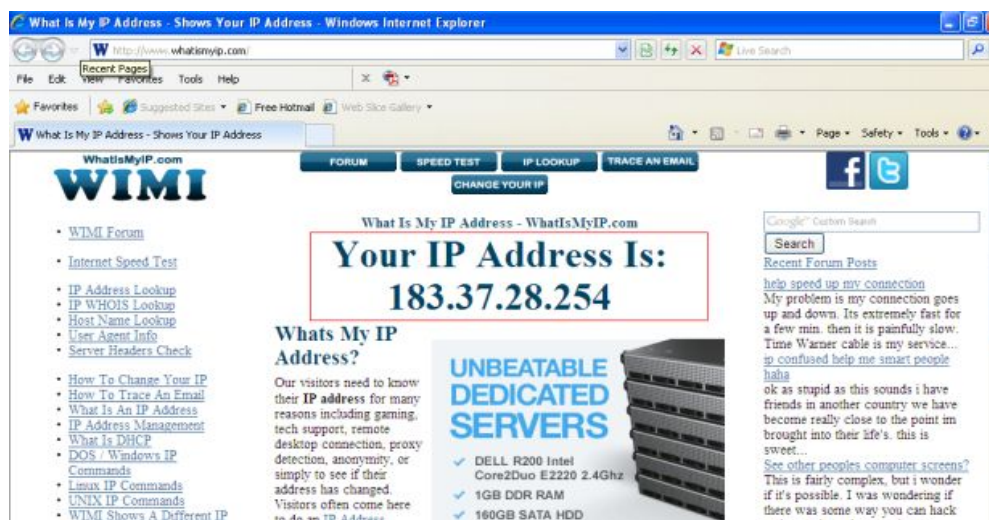 What Is My IP Address - Shows Your IP Address - Windows Internet Explorer
http://www.whatismyip.com/
Live Search
Recent Pages
File Edit View Favorites Tools Help
Favorites Suggested Sites Free Hotmail Web Slice Gallery
What Is My IP Address - Shows Your IP Address
Page Safety Tools
WhatIsMyIP.com
WIMI
FORUM SPEED TEST IP LOOKUP TRACE AN EMAIL
CHANGE YOUR IP
WIMI Forum
Internet Speed Test
IP Address Lookup
IP WHOIS Lookup
Host Name Lookup
User Agent Info
Server Headers Check
How To Change Your IP
How To Trace An Email
What Is An IP Address
IP Address Management
What Is DHCP
DOS / Windows IP
Commands
Linux IP Commands
UNIX IP Commands
WIMI Shows A Different IP
What Is My IP Address - WhatIsMyIP.com
Your IP Address Is:
183.37.28.254
Whats My IP
Address?
Our visitors need to know
their IP address for many
reasons including gaming,
tech support, remote
desktop connection, proxy
detection, anonymity, or
simply to see if their
address has changed.
Visitors often come here
to do an IP Address
UNBEATABLE
DEDICATED
SERVERS
DELL R200 Intel
Core2Duo E2220 2.4Ghz
1GB DDR RAM
160GB SATA HDD
Google™ Custom Search
Search
Recent Forum Posts
help speed up my connection
My problem is my connection goes
up and down. Its extremely fast for
a few min. then it is painfully slow.
Time Warner cable is my service...
ip confused help me smart people
haha
ok as stupid as this sounds i have
friends in another country we have
become really close to the point im
brought into their life's. this is
sweet...
See other peoples computer screens?
This is fairly complex, but i wonder
if it's possible. I was wondering if
there was some way you can hack